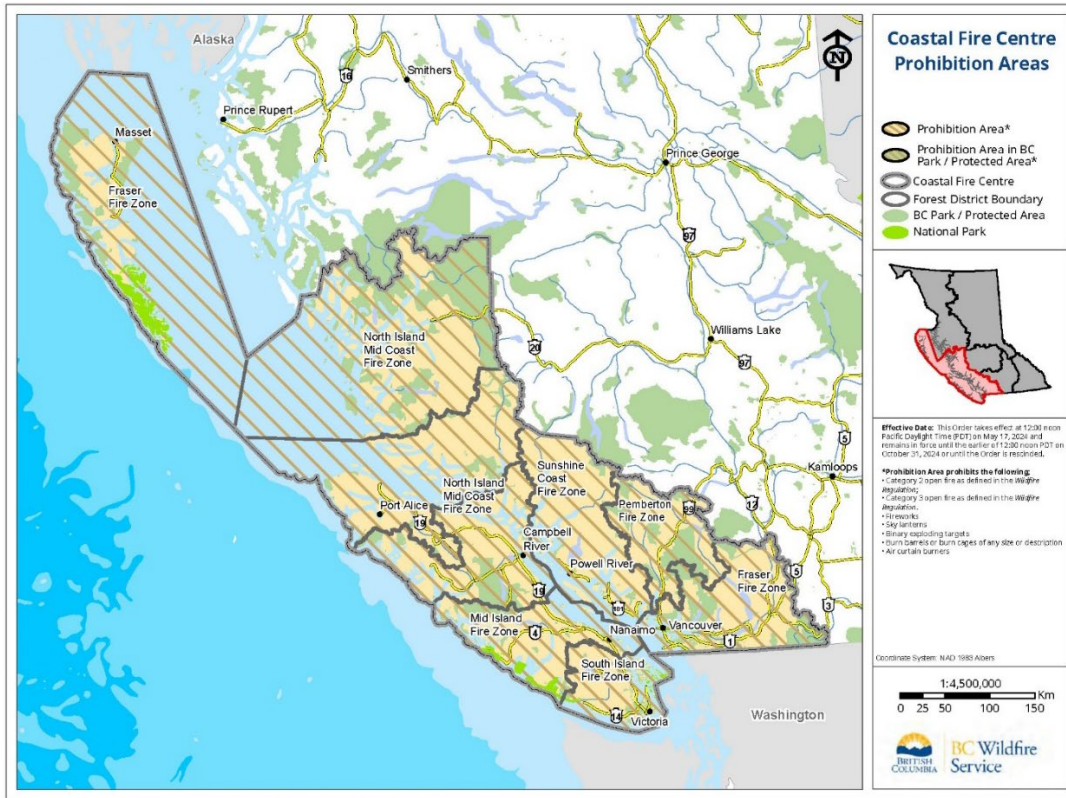 Alaska
16
Smithers
Prince Rupert
Masset
Prince George
Fraser
Fire Zone
97
North Island
Mid Coast
Fire Zone
20
Williams Lake
97
5
Kamloops
Sunshine
Coast
Fire Zone
North Island
Mid Coast
Fire Zone
Pemberton
Fire Zone
99
12
Port Alice
19
Campbell
River
Powell River
Fraser
Fire Zone
5
3
19
101
Mid Island
Fire Zone
4
Nanaimo
Vancouver
1
South Island
Fire Zone
14
Victoria
Washington
N
Coastal Fire Centre
Prohibition Areas
Prohibition Area*
Prohibition Area in BC
Park / Protected Area*
Coastal Fire Centre
Forest District Boundary
BC Park / Protected Area
National Park
Effective Date: This Order takes effect at 12:00 noon
Pacific Daylight Time (PDT) on May 17, 2024 and
remains in force until the earlier of 12:00 noon PDT on
October 31, 2024 or until the Order is rescinded.
*Prohibition Area prohibits the following:
• Category 2 open fire as defined in the Wildfire
Regulation;
• Category 3 open fire as defined in the Wildfire
Regulation.
• Fireworks
• Sky lanterns
• Binary exploding targets
• Burn barrels or burn cages of any size or description
• Air curtain burners
Coordinate System: NAD 1983 Albers
1:4,500,000
Km
0 25 50 100 150
BRITISH
COLUMBIA
BC Wildfire
Service